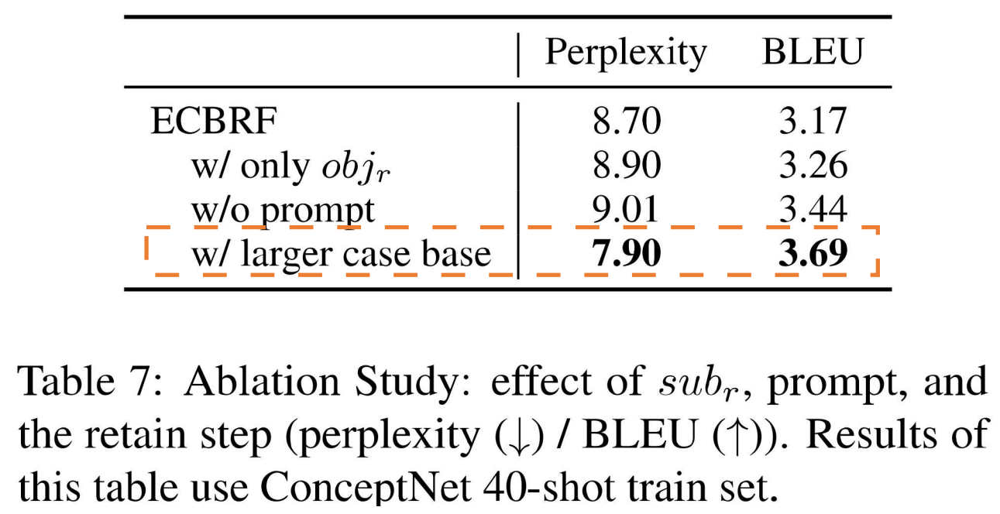 Perplexity BLEU
ECBRF 8.70 3.17
w/ only obj_r 8.90 3.26
w/o prompt 9.01 3.44
w/ larger case base 7.90 3.69
Table 7: Ablation Study: effect of sub_r, prompt, and
the retain step (perplexity (↓) / BLEU (↑)). Results of
this table use ConceptNet 40-shot train set.